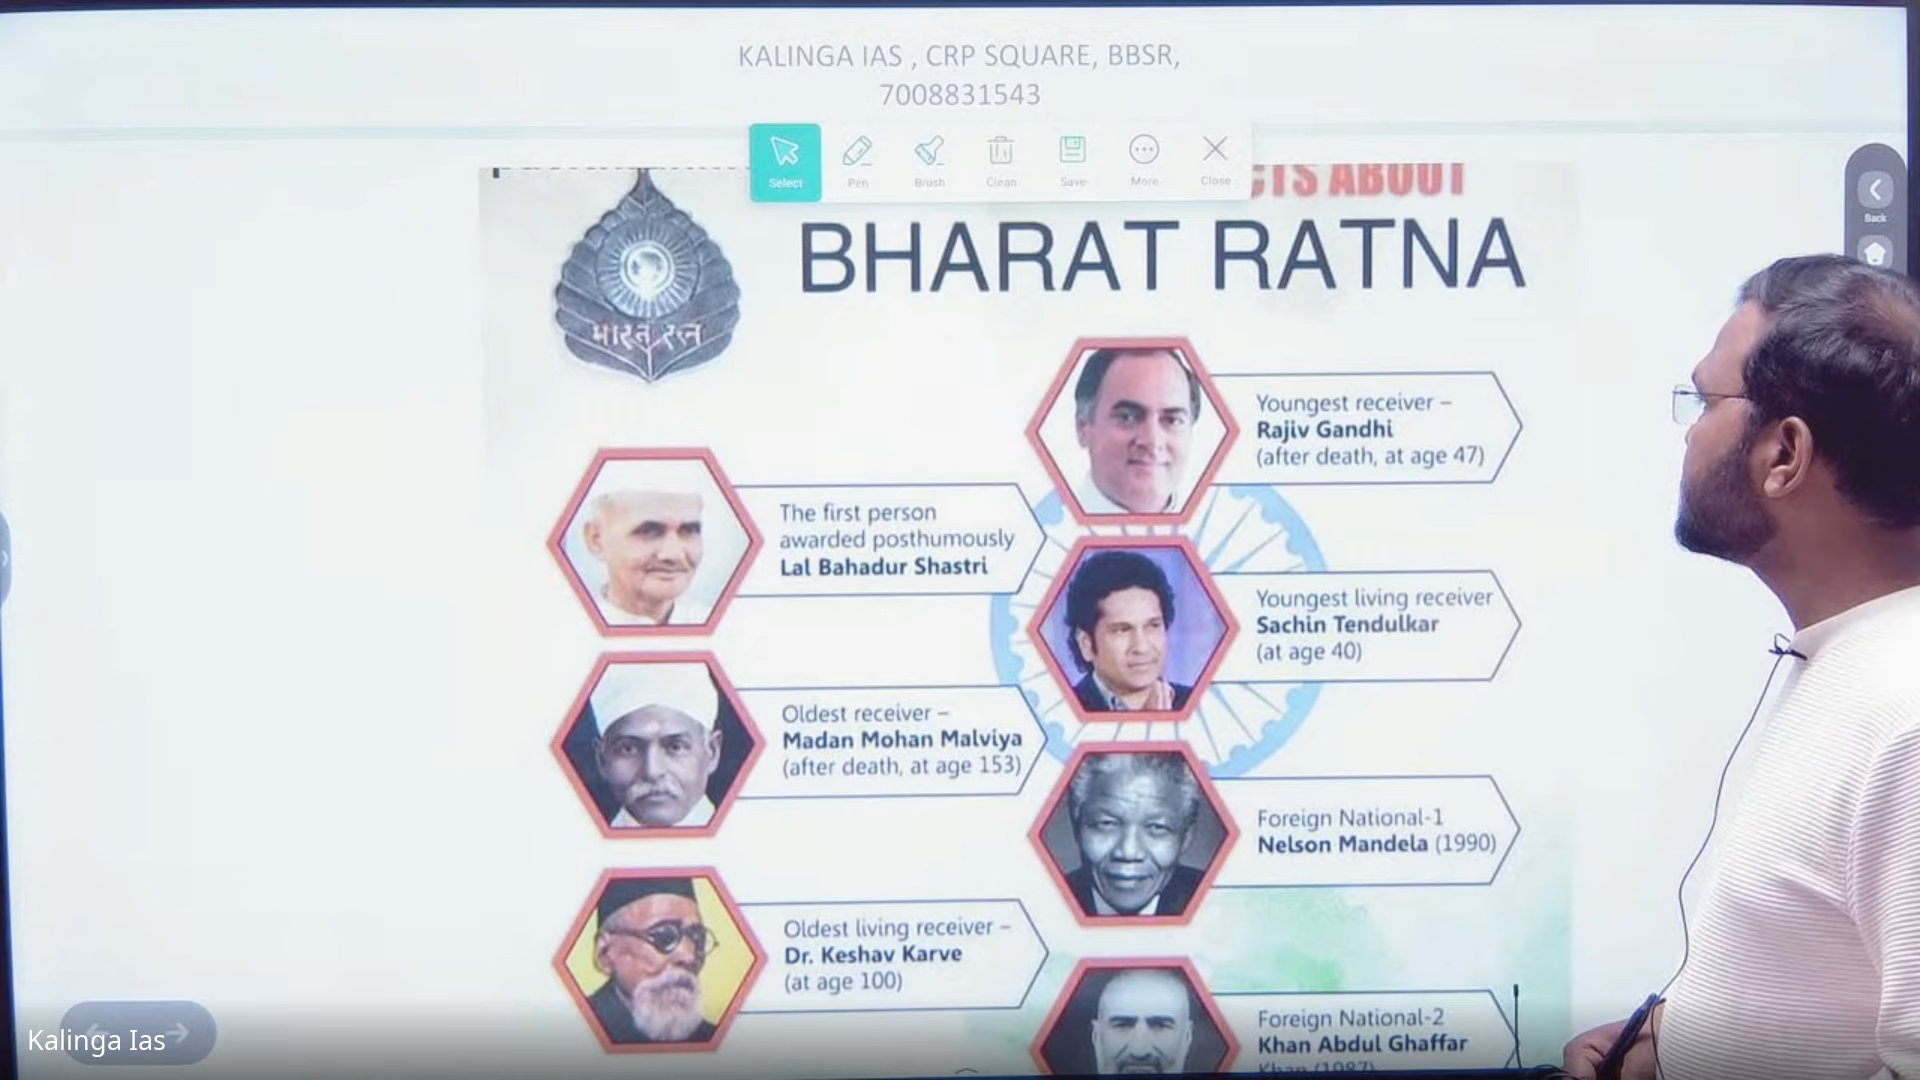 KALINGA IAS , CRP SQUARE, BBSR,
7008831543
Select
Pen
Brush
Clean
Save
More
Close
Back
CTS ABOUT
BHARAT RATNA
भारत रत्न
Youngest receiver –
Rajiv Gandhi
(after death, at age 47)
The first person
awarded posthumously
Lal Bahadur Shastri
Youngest living receiver
Sachin Tendulkar
(at age 40)
Oldest receiver –
Madan Mohan Malviya
(after death, at age 153)
Foreign National-1
Nelson Mandela (1990)
Oldest living receiver –
Dr. Keshav Karve
(at age 100)
Foreign National-2
Khan Abdul Ghaffar
Khan (1987)
Kalinga Ias